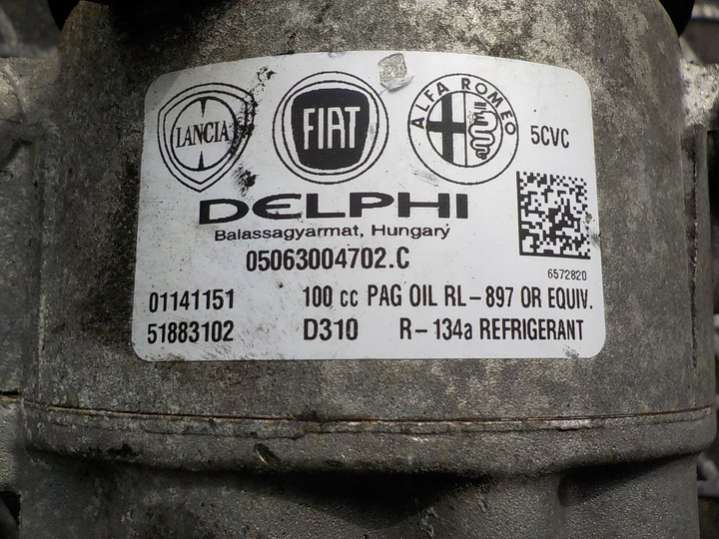 LANCIA
FIAT
ALFA ROMEO
5CVC
DELPHI
Balassagyarmat, Hungary
05063004702.C
6572820
01141151 100 cc PAG OIL RL-897 OR EQUIV.
51883102 D310 R-134a REFRIGERANT